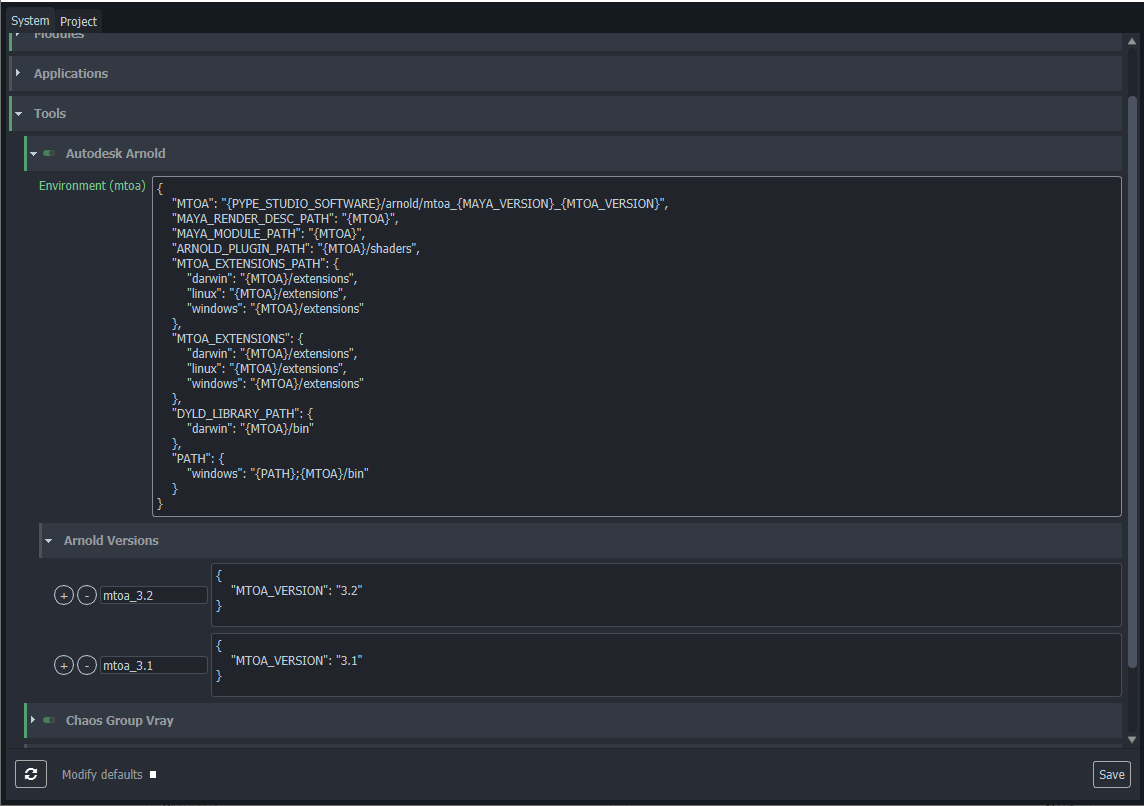 System Project
Modules
Applications
Tools
Autodesk Arnold
Environment (mtoa)
{
"MTOA": "{PYPE_STUDIO_SOFTWARE}/arnold/mtoa_{MAYA_VERSION}_{MTOA_VERSION}",
"MAYA_RENDER_DESC_PATH": "{MTOA}",
"MAYA_MODULE_PATH": "{MTOA}",
"ARNOLD_PLUGIN_PATH": "{MTOA}/shaders",
"MTOA_EXTENSIONS_PATH": {
"darwin": "{MTOA}/extensions",
"linux": "{MTOA}/extensions",
"windows": "{MTOA}/extensions"
},
"MTOA_EXTENSIONS": {
"darwin": "{MTOA}/extensions",
"linux": "{MTOA}/extensions",
"windows": "{MTOA}/extensions"
},
"DYLD_LIBRARY_PATH": {
"darwin": "{MTOA}/bin"
},
"PATH": {
"windows": "{PATH};{MTOA}/bin"
}
}
Arnold Versions
+ - mtoa_3.2
{
"MTOA_VERSION": "3.2"
}
+ - mtoa_3.1
{
"MTOA_VERSION": "3.1"
}
Chaos Group Vray
Modify defaults
Save